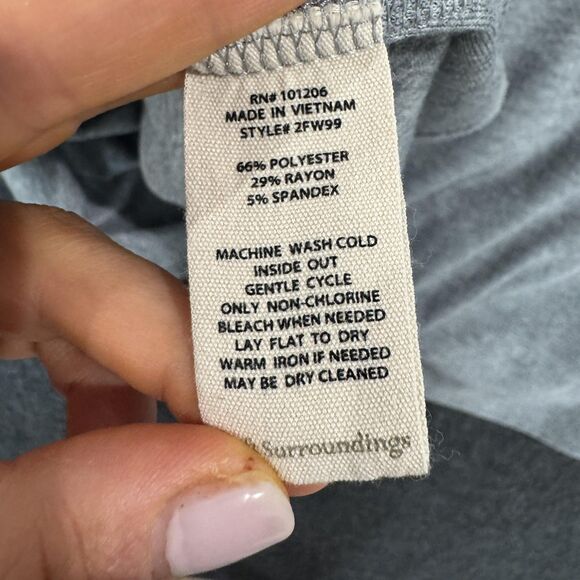 RN# 101206
MADE IN VIETNAM
STYLE# 2FW99
66% POLYESTER
29% RAYON
5% SPANDEX
MACHINE WASH COLD
INSIDE OUT
GENTLE CYCLE
ONLY NON-CHLORINE
BLEACH WHEN NEEDED
LAY FLAT TO DRY
WARM IRON IF NEEDED
MAY BE DRY CLEANED
Surroundings